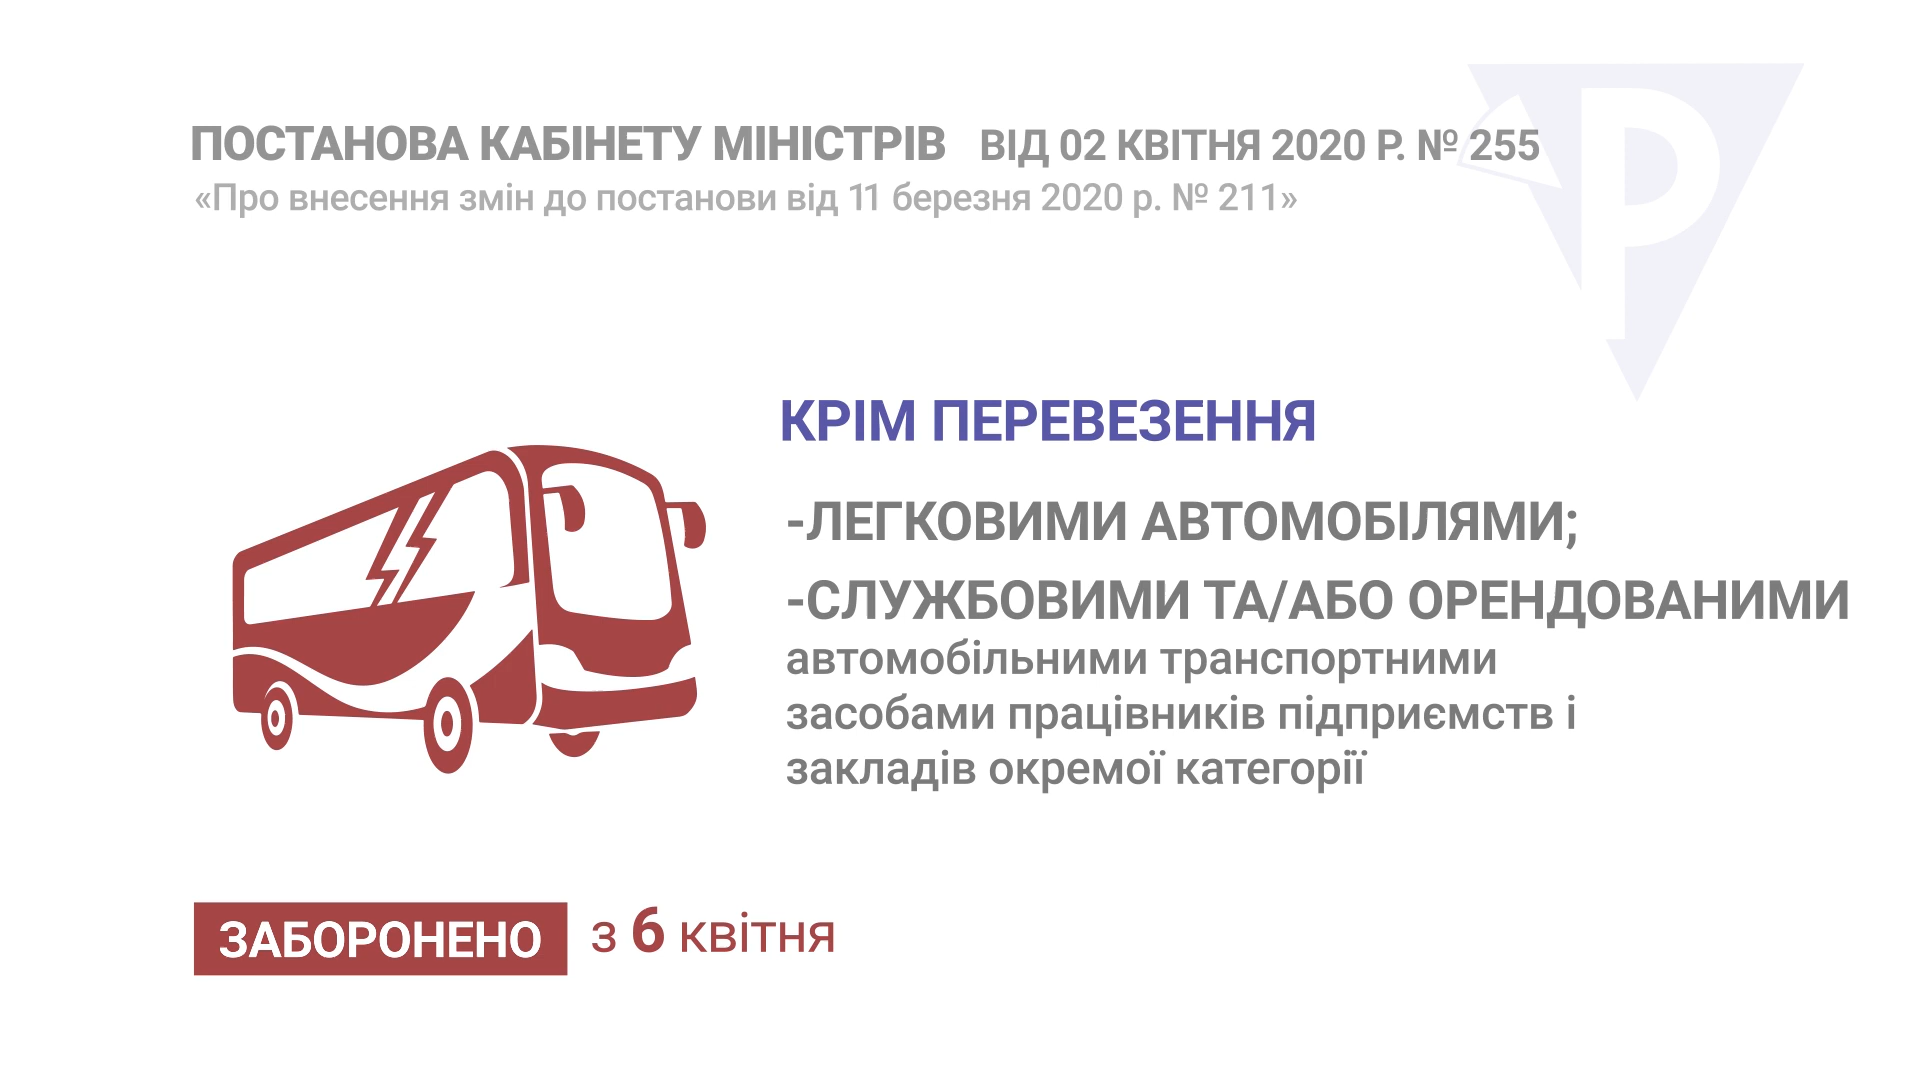 ПОСТАНОВА КАБІНЕТУ МІНІСТРІВ ВІД 02 КВІТНЯ 2020 Р. № 255
«Про внесення змін до постанови від 11 березня 2020 р. № 211»
Р
КРІМ ПЕРЕВЕЗЕННЯ
-ЛЕГКОВИМИ АВТОМОБІЛЯМИ;
-СЛУЖБОВИМИ ТА/АБО ОРЕНДОВАНИМИ
автомобільними транспортними
засобами працівників підприємств і
закладів окремої категорії
ЗАБОРОНЕНО з 6 квітня